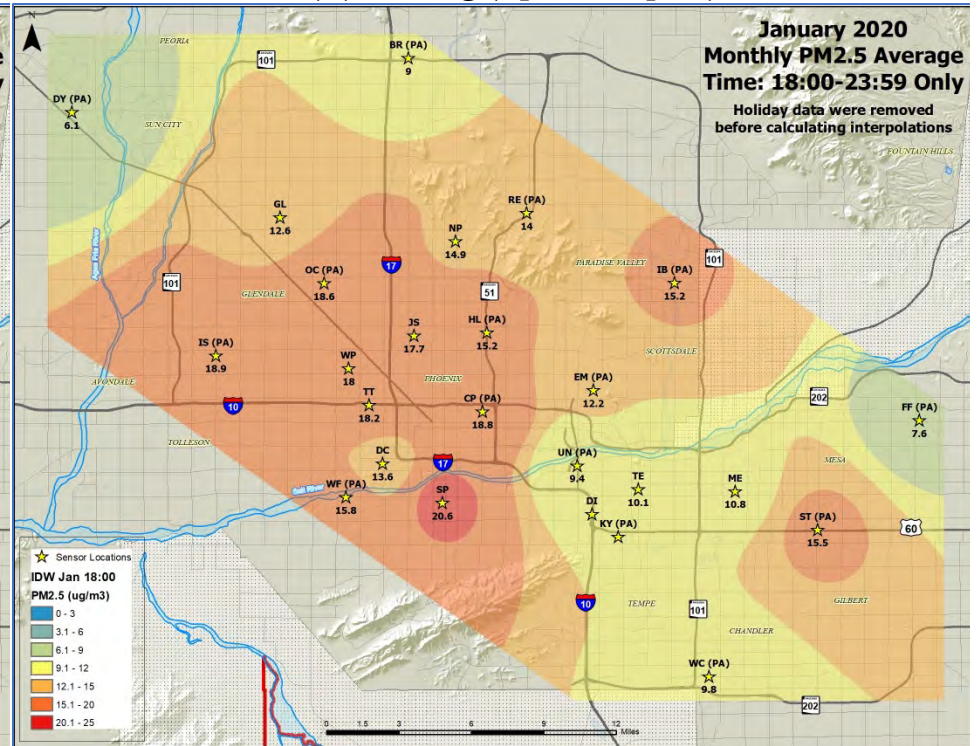 January 2020
Monthly PM2.5 Average
Time: 18:00-23:59 Only
Holiday data were removed
before calculating interpolations
PEORIA
BR (PA)
9
101
DY (PA)
6.1
SUN CITY
FOUNTAIN HILLS
GL
12.6
RE (PA)
14
NP
14.9
Agua Fria River
17
PARADISE VALLEY
101
101
OC (PA)
18.6
IB (PA)
15.2
GLENDALE
51
JS
17.7
HL (PA)
15.2
IS (PA)
18.9
WP
18
SCOTTSDALE
AVONDALE
PHOENIX
EM (PA)
12.2
TT
18.2
10
CP (PA)
18.8
202
FF (PA)
7.6
TOLLESON
DC
13.6
17
UN (PA)
9.4
MESA
Salt River
WF (PA)
15.8
SP
20.6
TE
10.1
ME
10.8
DI
KY (PA)
ST (PA)
15.5
60
10
TEMPE
101
GILBERT
CHANDLER
WC (PA)
9.8
202
Sensor Locations
IDW Jan 18:00
PM2.5 (ug/m3)
0 - 3
3.1 - 6
6.1 - 9
9.1 - 12
12.1 - 15
15.1 - 20
20.1 - 25
0 1.5 3 6 9 12
Miles